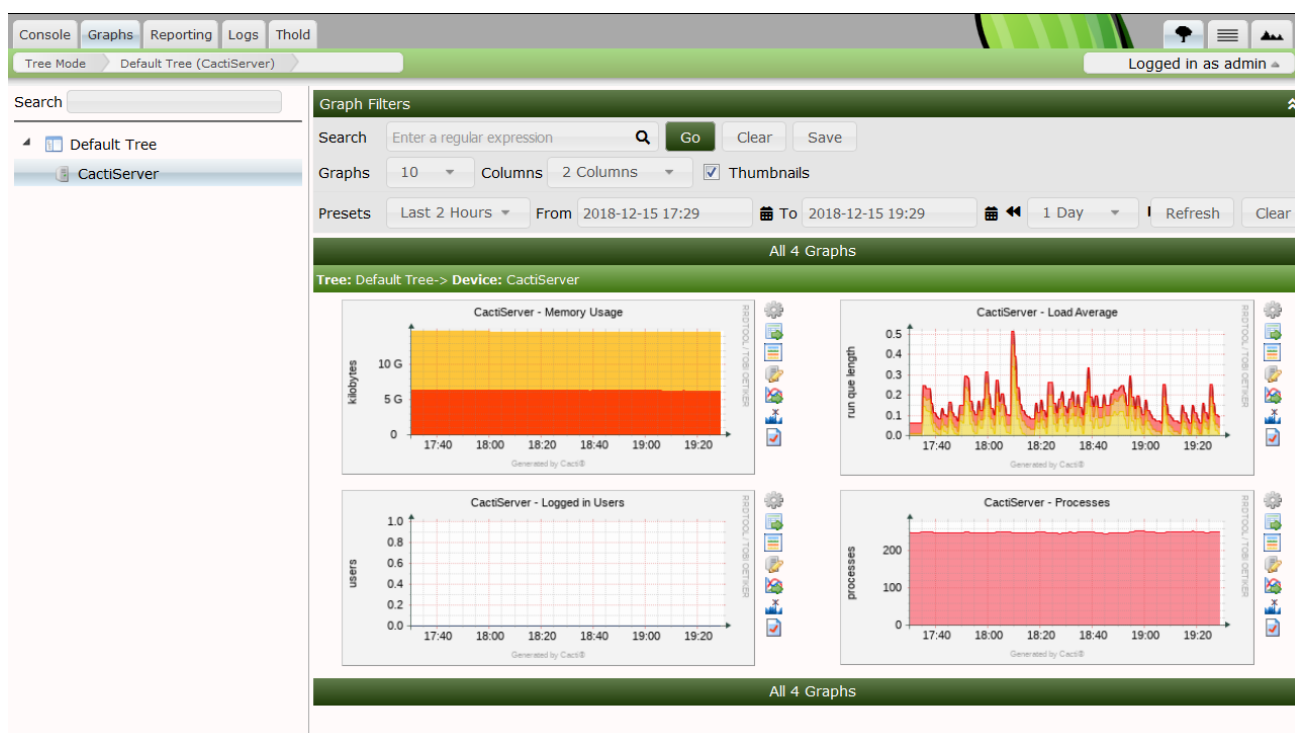 Console Graphs Reporting Logs Thold
Tree Mode Default Tree (CactiServer) Logged in as admin
Search
Default Tree
CactiServer
Graph Filters
Search Enter a regular expression Go Clear Save
Graphs 10 Columns 2 Columns Thumbnails
Presets Last 2 Hours From 2018-12-15 17:29 To 2018-12-15 19:29 1 Day Refresh Clear
All 4 Graphs
Tree: Default Tree-> Device: CactiServer
CactiServer - Memory Usage
RRDTOOL / TOBI OETIKER
kilobytes
10 G
5 G
0
17:40 18:00 18:20 18:40 19:00 19:20
Generated by Cacti®
CactiServer - Load Average
RRDTOOL / TOBI OETIKER
run que length
0.5
0.4
0.3
0.2
0.1
0.0
17:40 18:00 18:20 18:40 19:00 19:20
Generated by Cacti®
CactiServer - Logged in Users
RRDTOOL / TOBI OETIKER
users
1.0
0.8
0.6
0.4
0.2
0.0
17:40 18:00 18:20 18:40 19:00 19:20
Generated by Cacti®
CactiServer - Processes
RRDTOOL / TOBI OETIKER
processes
200
100
0
17:40 18:00 18:20 18:40 19:00 19:20
Generated by Cacti®
All 4 Graphs